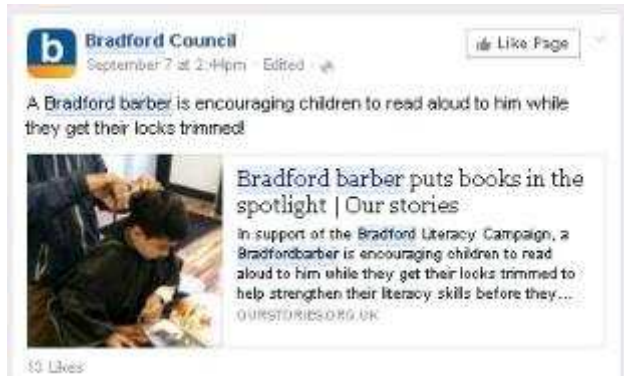 b
Bradford Council
September 7 at 2:44pm · Edited ·
Like Page
A Bradford barber is encouraging children to read aloud to him while
they get their locks trimmed!
Bradford barber puts books in the
spotlight | Our stories
In support of the Bradford Literacy Campaign, a
Bradfordbarber is encouraging children to read
aloud to him while they get their locks trimmed to
help strengthen their literacy skills before they...
OURSTORIES.ORG.UK
13 Likes